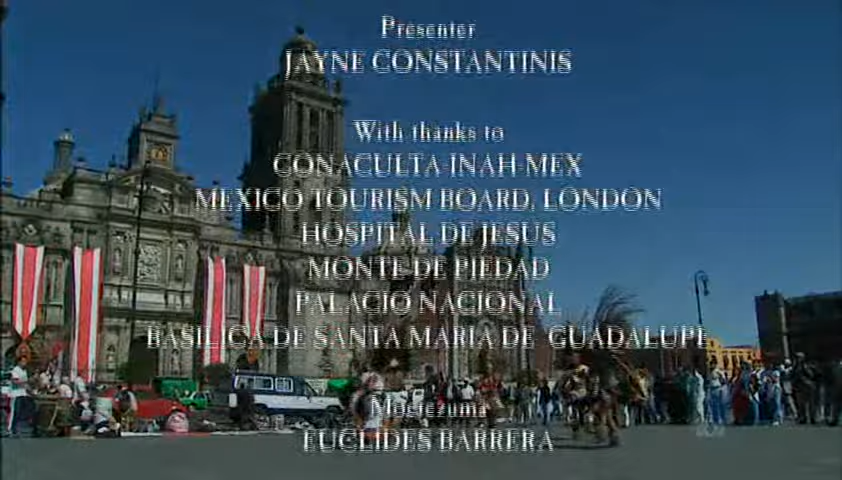 Presenter
JAYNE CONSTANTINIS
With thanks to
CONACULTA-INAH-MEX
MEXICO TOURISM BOARD, LONDON
HOSPITAL DE JESUS
MONTE DE PIEDAD
PALACIO NACIONAL
BASILICA DE SANTA MARIA DE GUADALUPE
Moctezuma
EUCLIDES BARRERA